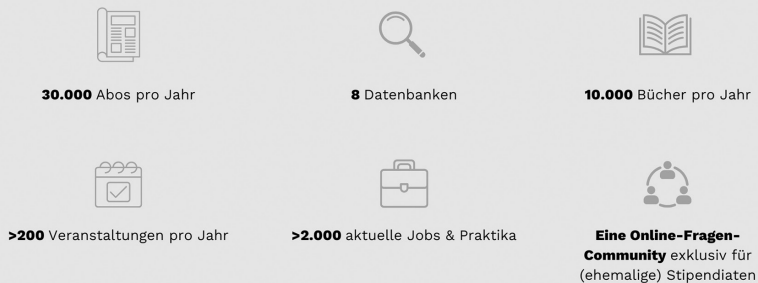 30.000 Abos pro Jahr
8 Datenbanken
10.000 Bücher pro Jahr
>200 Veranstaltungen pro Jahr
>2.000 aktuelle Jobs & Praktika
Eine Online-Fragen-
Community exklusiv für
(ehemalige) Stipendiaten